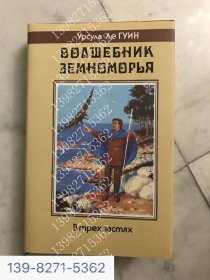 Урсула Ле ГУИН
ВОЛШЕБНИК
ЗЕМНОМОРЬЯ
В трех частях
139-8271-5362